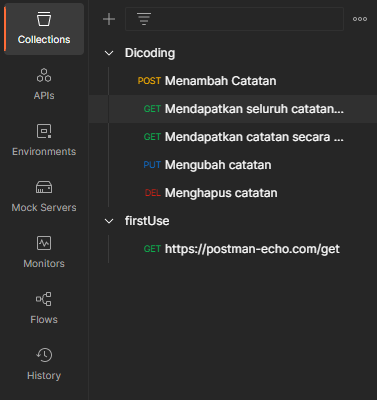 Collections
APIs
Environments
Mock Servers
Monitors
Flows
History
Dicoding
POST Menambah Catatan
GET Mendapatkan seluruh catatan...
GET Mendapatkan catatan secara ...
PUT Mengubah catatan
DEL Menghapus catatan
firstUse
GET https://postman-echo.com/get